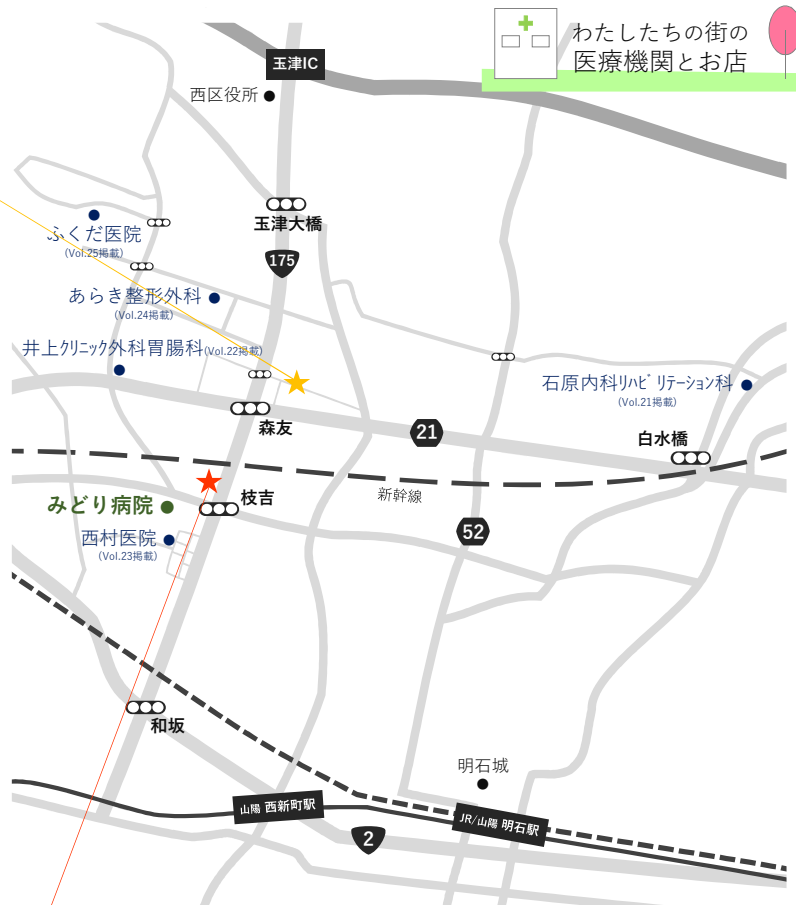 わたしたちの街の
医療機関とお店
玉津IC
西区役所
玉津大橋
ふくだ医院
(Vol.25掲載)
175
あらき整形外科
(Vol.24掲載)
井上クリニック外科胃腸科(Vol.22掲載)
石原内科リハビリテーション科
(Vol.21掲載)
森友
21
白水橋
新幹線
枝吉
みどり病院
西村医院
(Vol.23掲載)
52
和坂
明石城
山陽 西新町駅
JR/山陽 明石駅
2